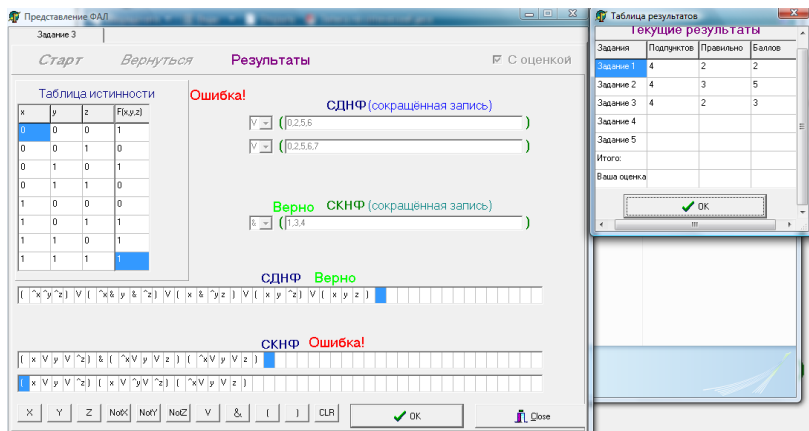 Представление ФАЛ
Задание 3
Старт Вернуться Результаты С оценкой
Таблица истинности
x y z F(x,y,z)
0 0 0 1
0 0 1 0
0 1 0 1
0 1 1 0
1 0 0 0
1 0 1 1
1 1 0 1
1 1 1 1
Ошибка!
СДНФ (сокращённая запись)
V ( 0,2,5,6 )
V ( 0,2,5,6,7 )
Верно СКНФ (сокращённая запись)
& ( 1,3,4 )
СДНФ Верно
( ^x ^y ^z ) V ( ^x & y & ^z ) V ( x & ^y z ) V ( x y ^z ) V ( x y z )
СКНФ Ошибка!
( x V y V ^z ) & ( ^x V y V z ) ( ^x V y V z )
( x V y V ^z ) ( x V ^y V ^z ) ( ^x V y V z )
X Y Z NotX NotY NotZ V & ( ) CLR OK Close
Таблица результатов
Текущие результаты
Задания Подпунктов Правильно Баллов
Задание 1 4 2 2
Задание 2 4 3 5
Задание 3 4 2 3
Задание 4
Задание 5
Итого:
Ваша оценка
OK